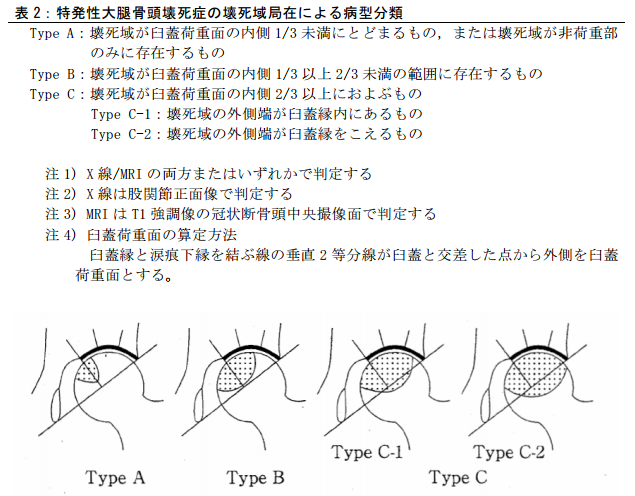 表2：特発性大腿骨頭壊死症の壊死域局在による病型分類
Type A：壊死域が臼蓋荷重面の内側1/3未満にとどまるもの，または壊死域が非荷重部
のみに存在するもの
Type B：壊死域が臼蓋荷重面の内側1/3以上2/3未満の範囲に存在するもの
Type C：壊死域が臼蓋荷重面の内側2/3以上におよぶもの
Type C-1：壊死域の外側端が臼蓋縁内にあるもの
Type C-2：壊死域の外側端が臼蓋縁をこえるもの
注1) X線/MRIの両方またはいずれかで判定する
注2) X線は股関節正面像で判定する
注3) MRIはT1強調像の冠状断骨頭中央撮像面で判定する
注4) 臼蓋荷重面の算定方法
臼蓋縁と涙痕下縁を結ぶ線の垂直2等分線が臼蓋と交差した点から外側を臼蓋
荷重面とする。
Type C-1 Type C-2
Type A Type B Type C